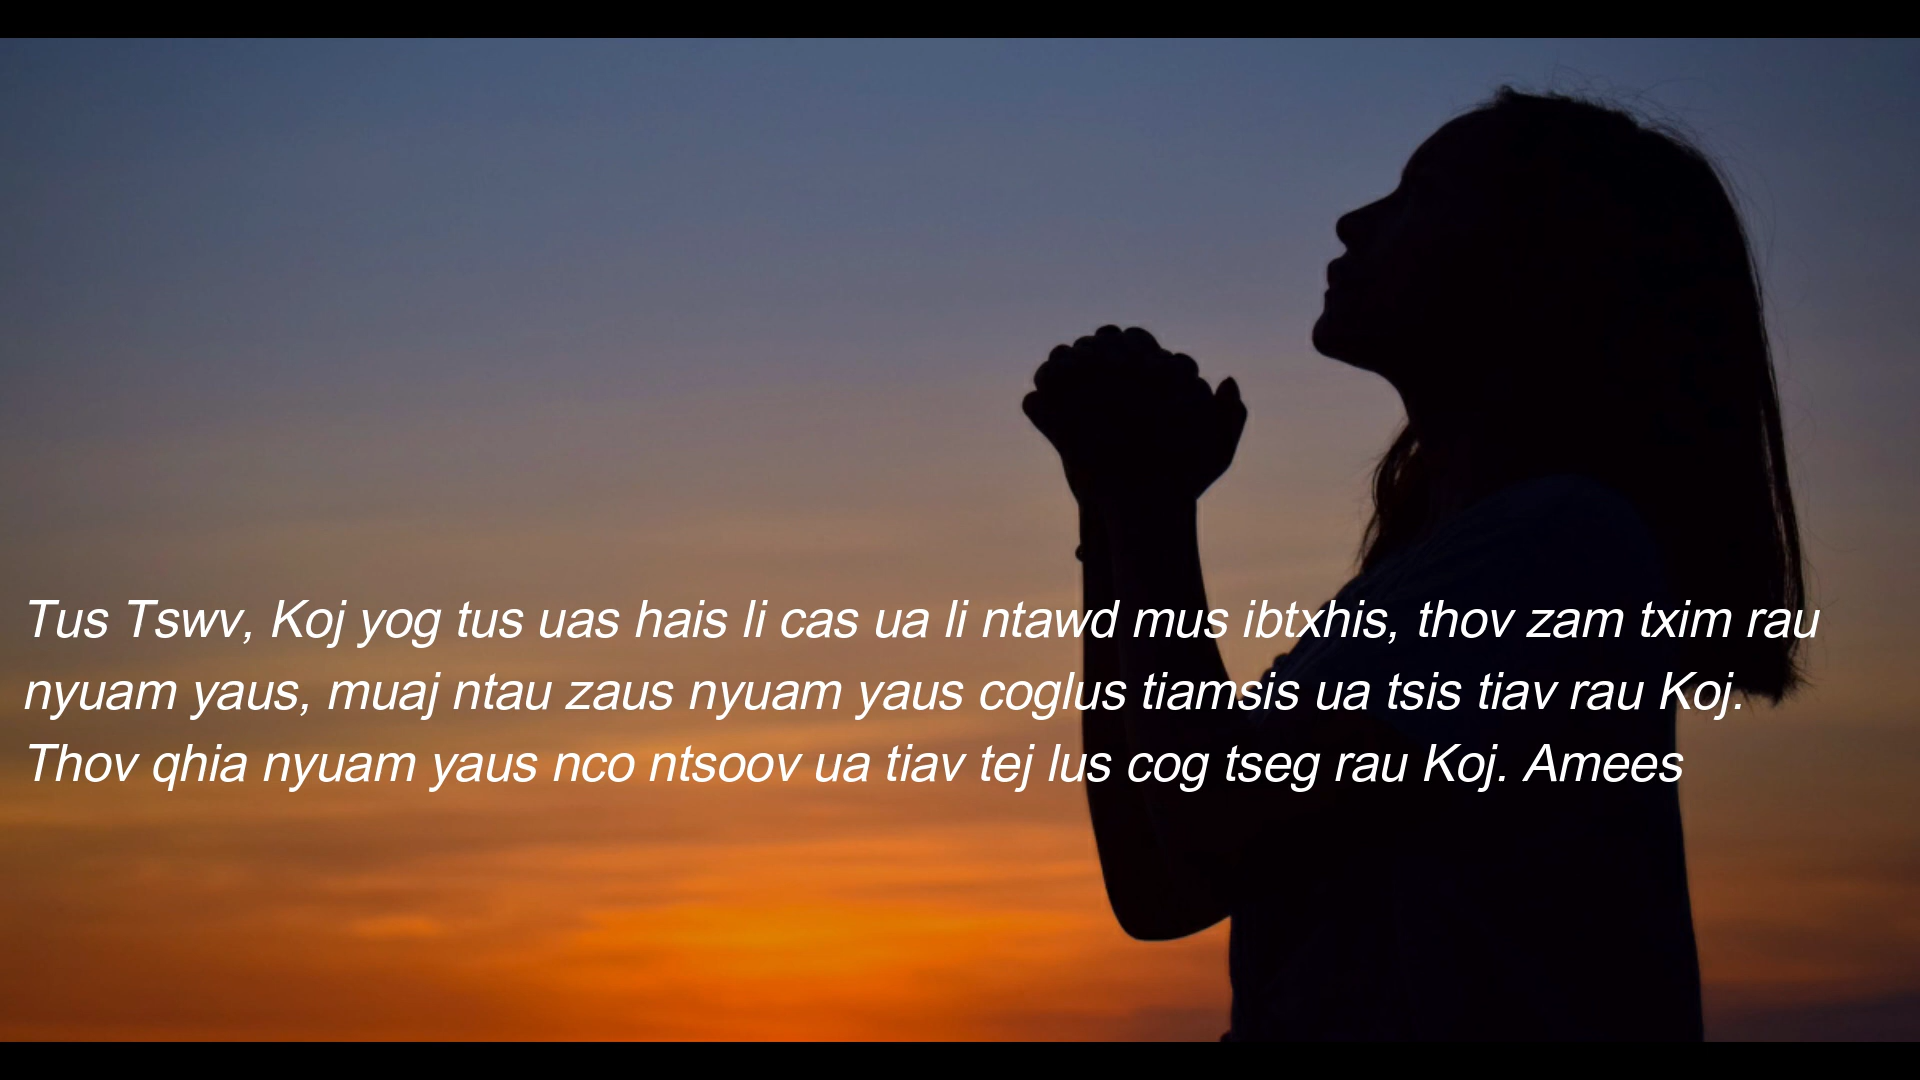 Tus Tswv, Koj yog tus uas hais li cas ua li ntawd mus ibtxhis, thov zam txim rau
nyuam yaus, muaj ntau zaus nyuam yaus coglus tiamsis ua tsis tiav rau Koj.
Thov qhia nyuam yaus nco ntsoov ua tiav tej lus cog tseg rau Koj. Amees